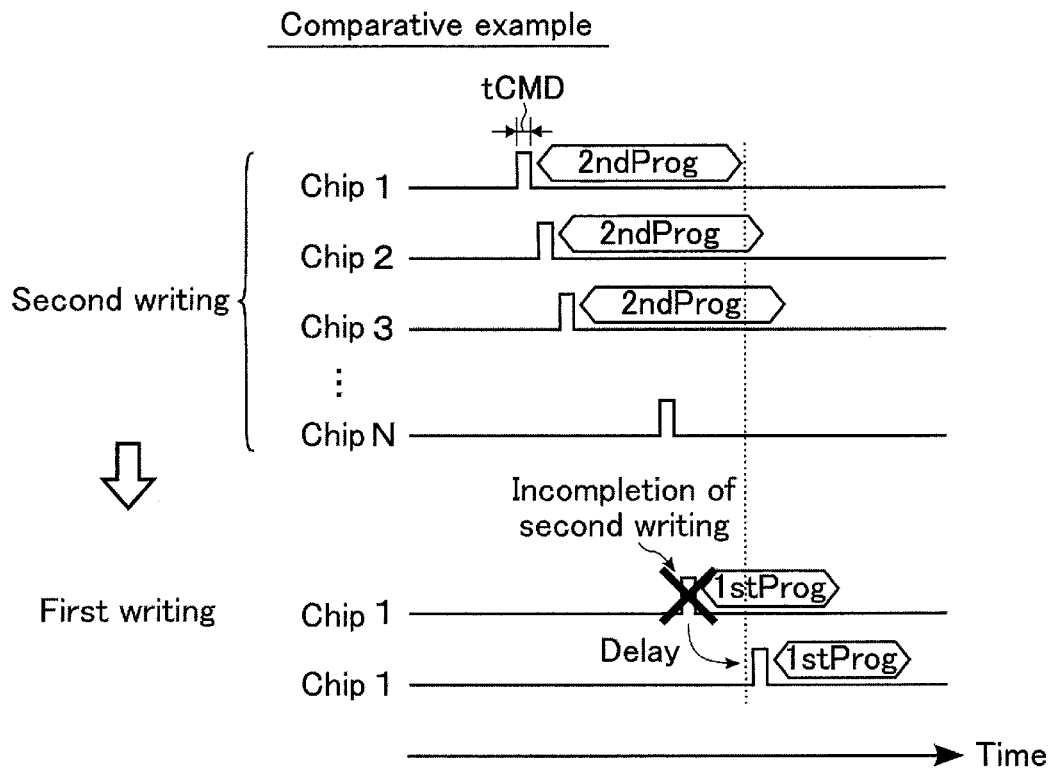 Comparative example
tCMD
Chip 1
2ndProg
Chip 2
2ndProg
Second writing
Chip 3
2ndProg
⋮
Chip N
Incompletion of
second writing
First writing
Chip 1
1stProg
Delay
Chip 1
1stProg
Time